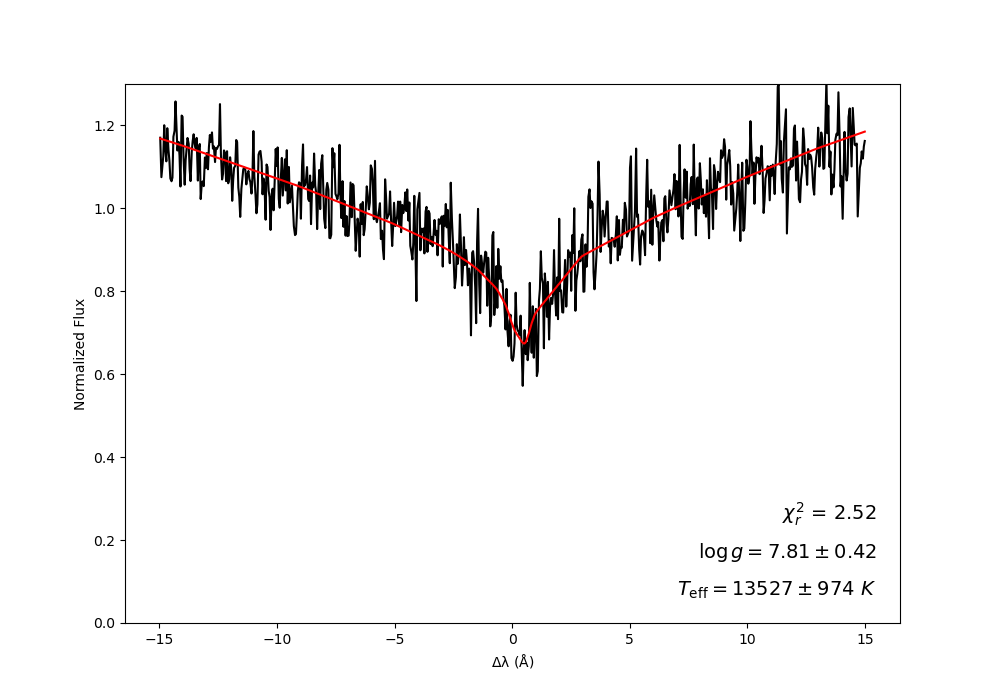 1.2
1.0
0.8
0.6
0.4
0.2
0.0
Normalized Flux
χ²ᵣ = 2.52
log g = 7.81 ± 0.42
T_eff = 13527 ± 974 K
−15
−10
−5
0
5
10
15
Δλ (Å)